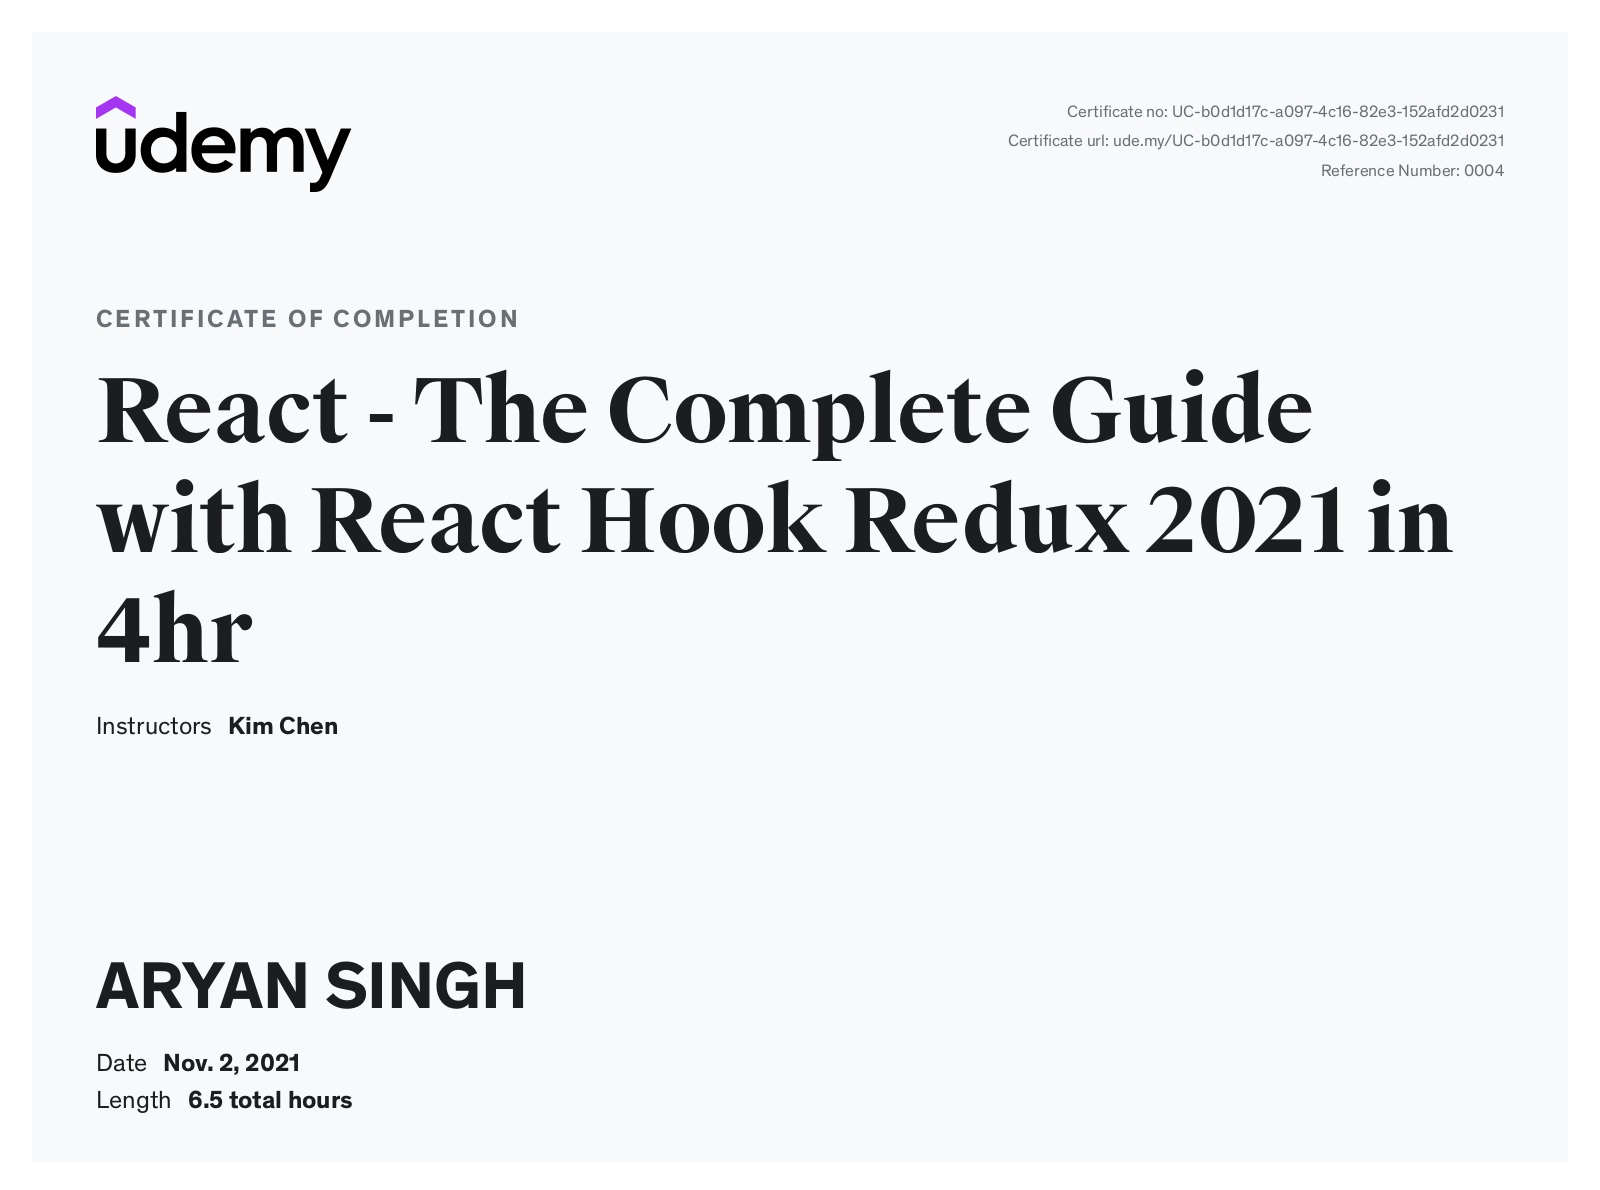 udemy
Certificate no: UC-b0d1d17c-a097-4c16-82e3-152afd2d0231
Certificate url: ude.my/UC-b0d1d17c-a097-4c16-82e3-152afd2d0231
Reference Number: 0004
CERTIFICATE OF COMPLETION
React - The Complete Guide
with React Hook Redux 2021 in
4hr
Instructors Kim Chen
ARYAN SINGH
Date Nov. 2, 2021
Length 6.5 total hours